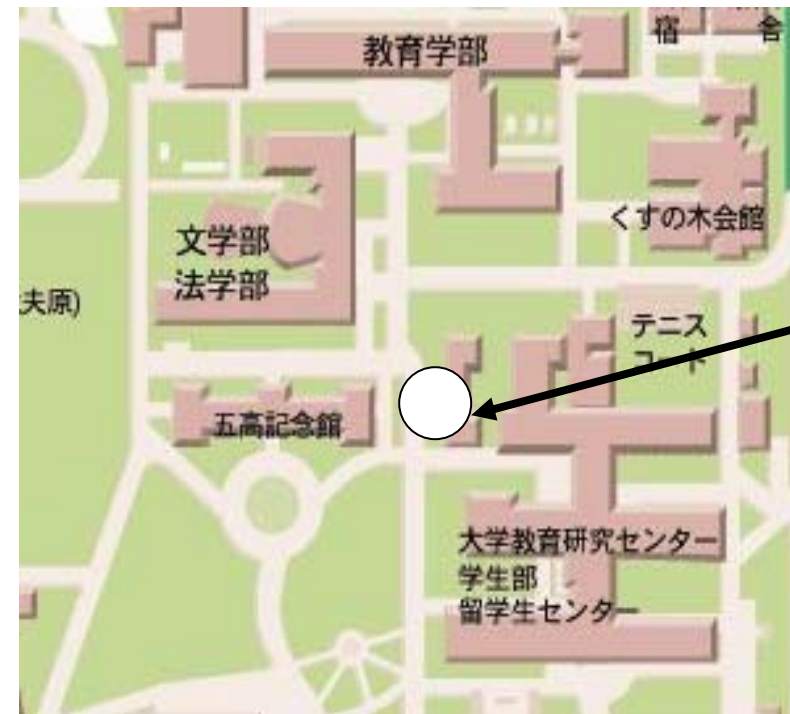 宿
舎
教育学部
くすの木会館
文学部
法学部
夫原)
テニス
コート
五高記念館
大学教育研究センター
学生部
留学生センター